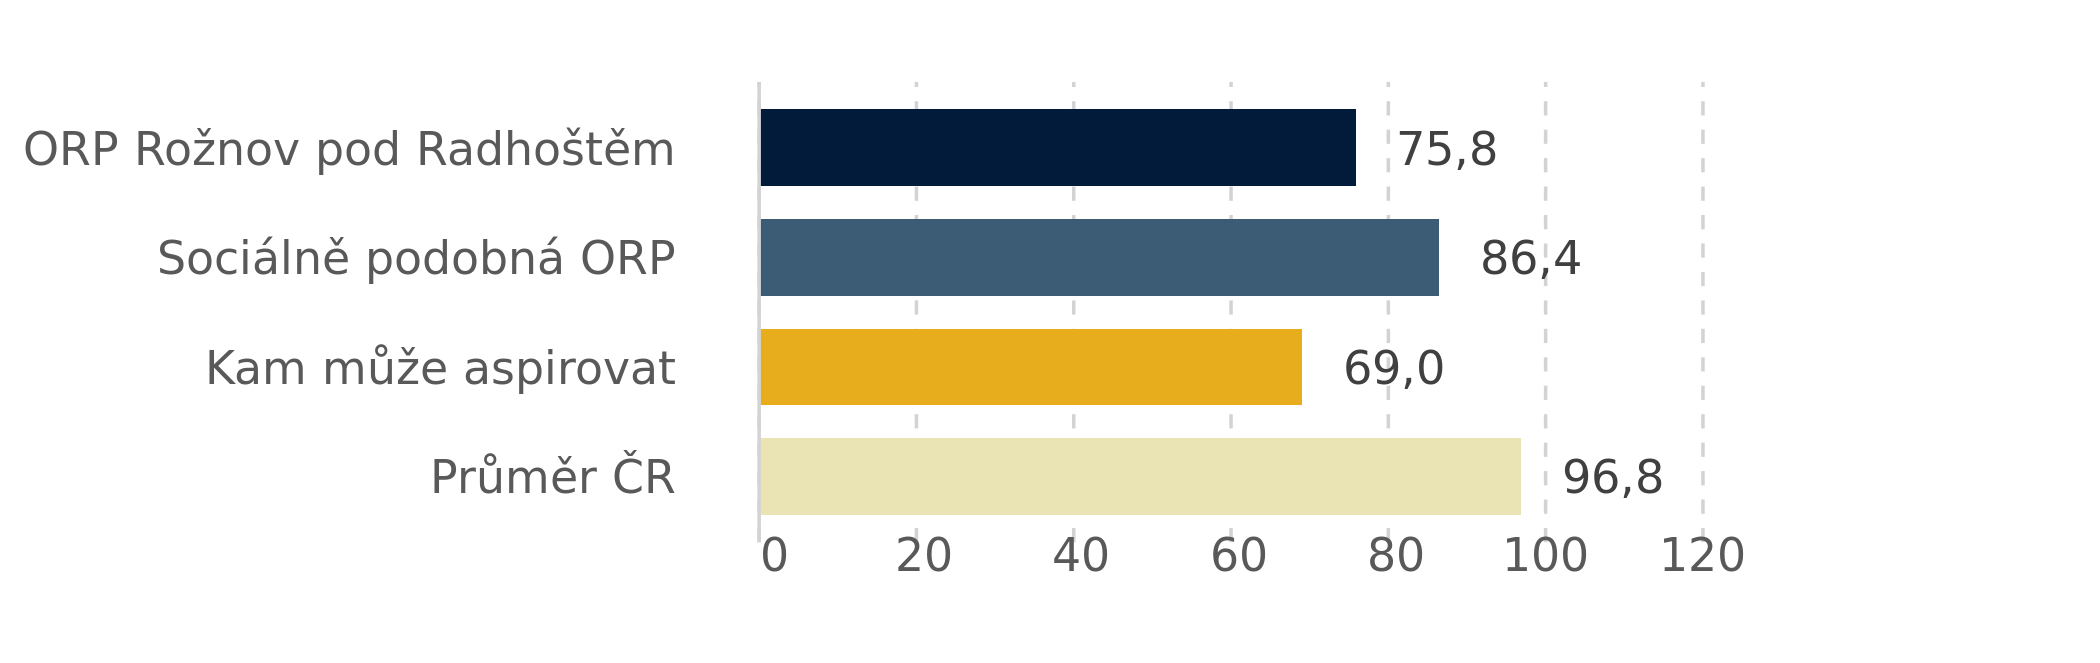 ORP Rožnov pod Radhoštěm 75,8
Sociálně podobná ORP 86,4
Kam může aspirovat 69,0
Průměr ČR 96,8
0 20 40 60 80 100 120